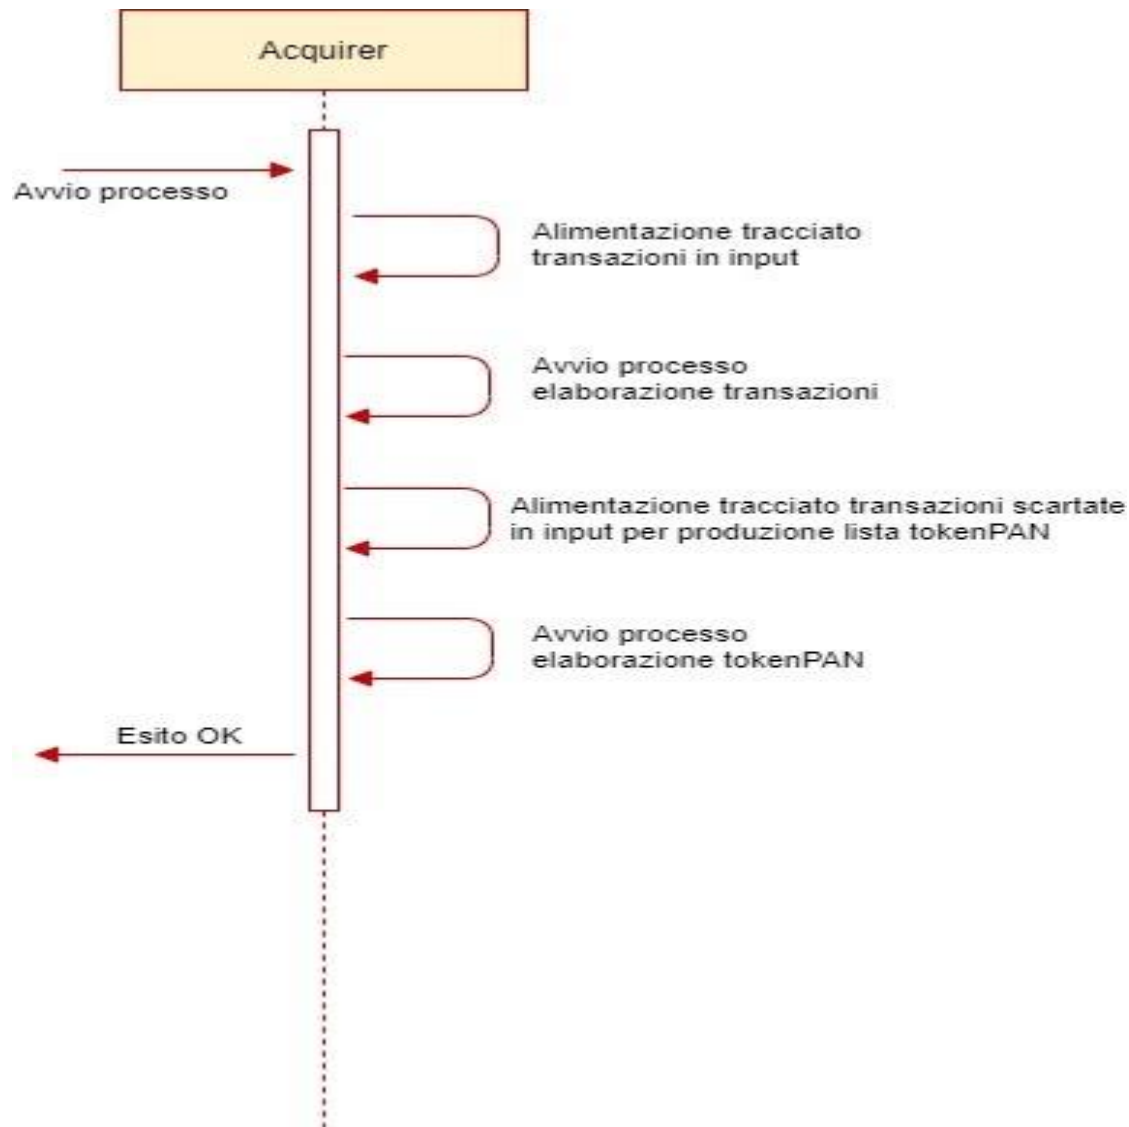 Acquirer
Avvio processo
Alimentazione tracciato
transazioni in input
Avvio processo
elaborazione transazioni
Alimentazione tracciato transazioni scartate
in input per produzione lista tokenPAN
Avvio processo
elaborazione tokenPAN
Esito OK